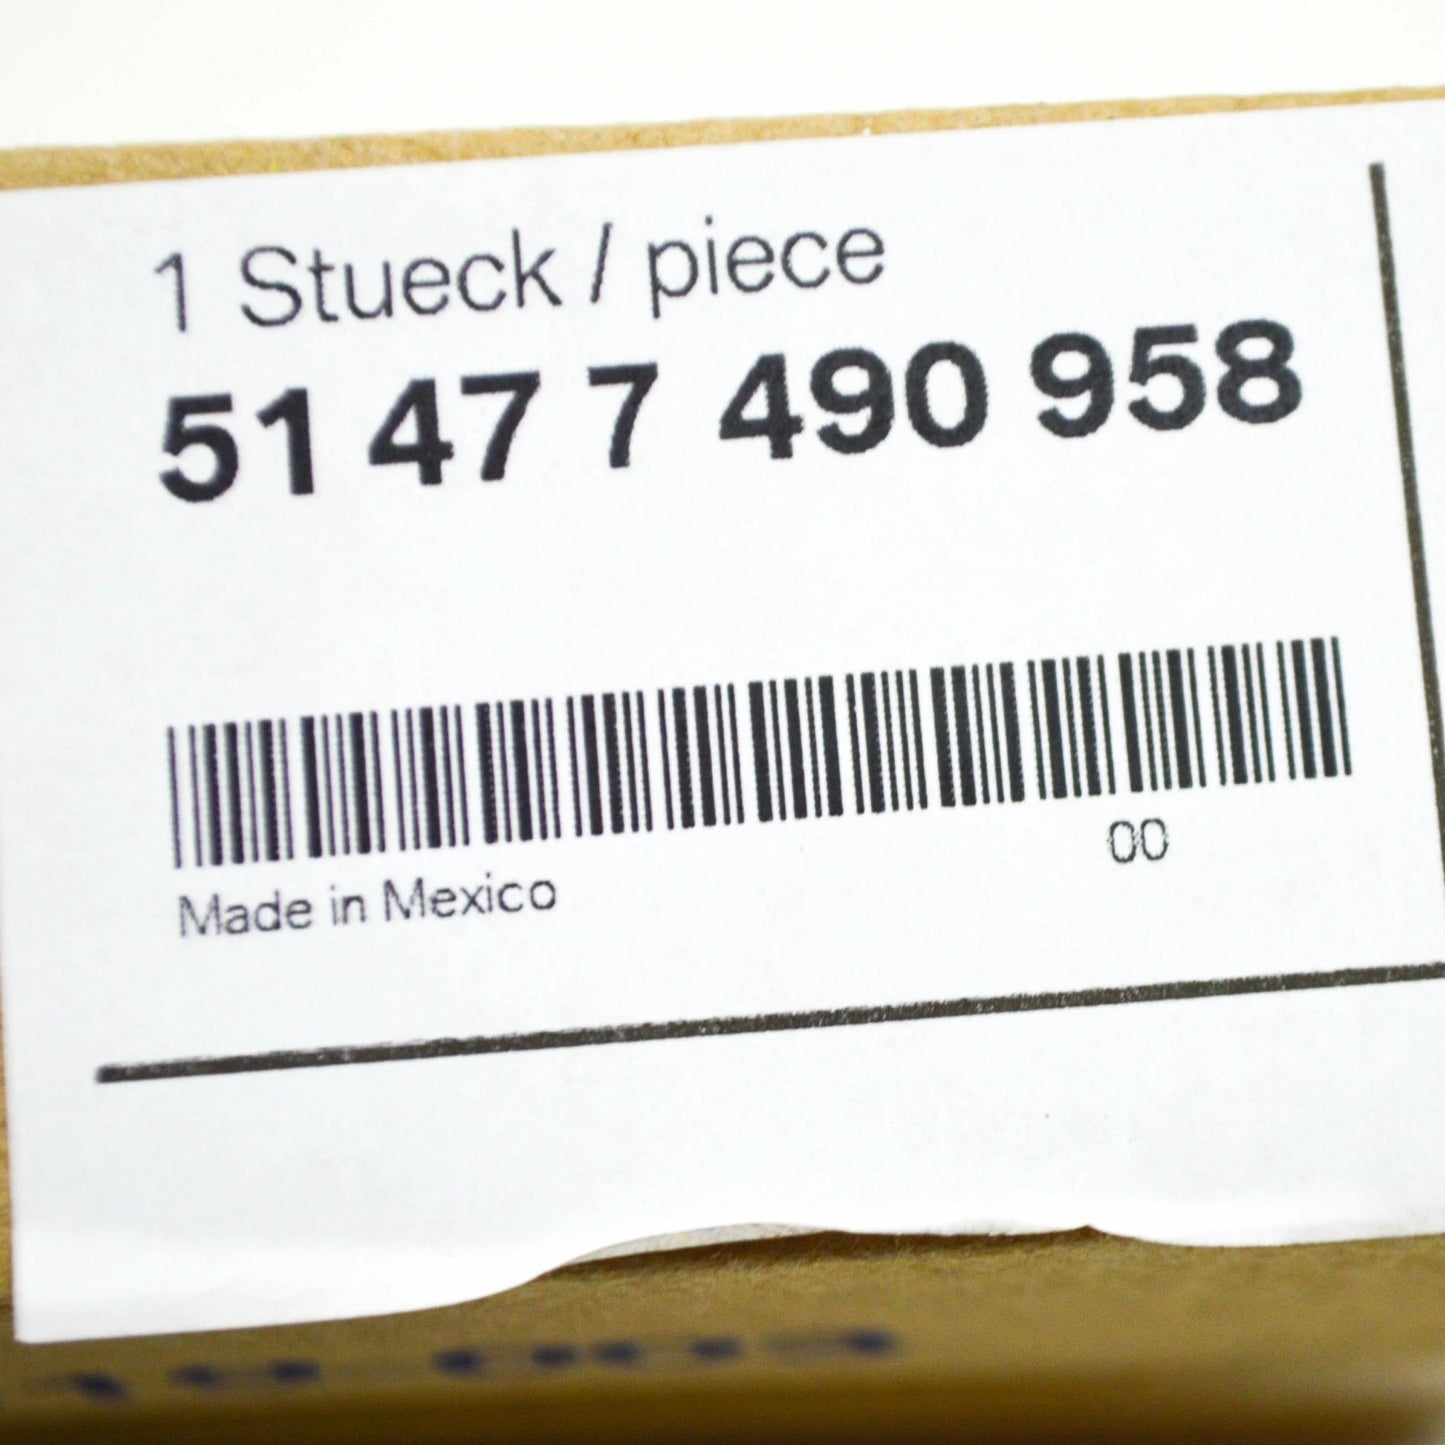 1 Stueck / piece
51 47 7 490 958
00
Made in Mexico